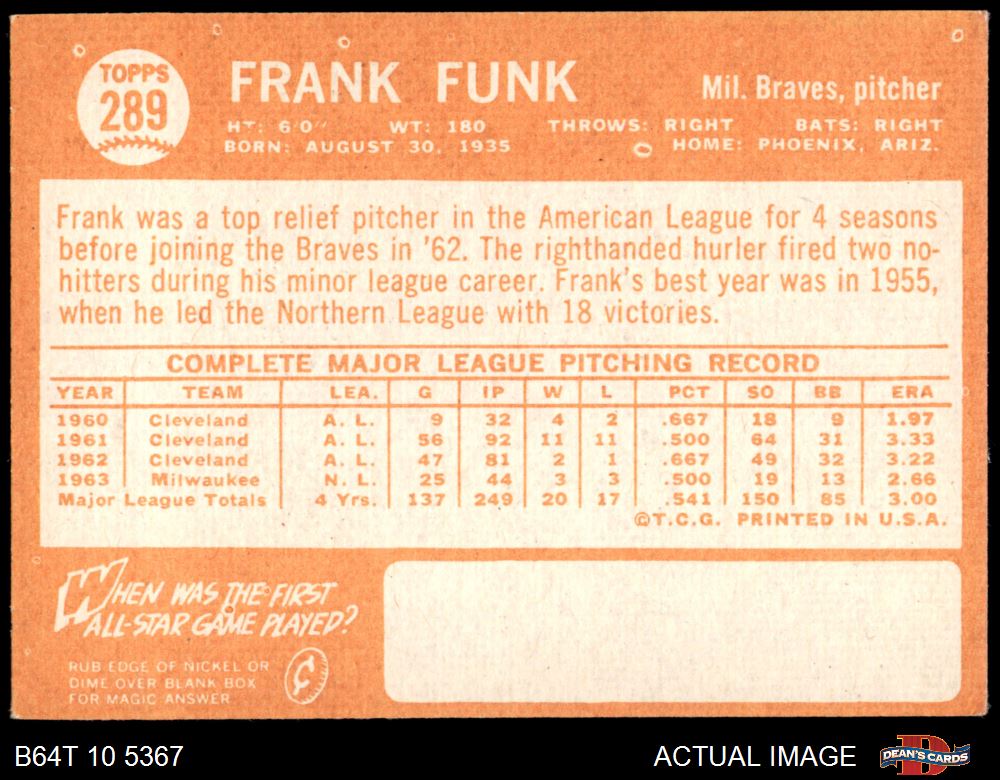 TOPPS
289
FRANK FUNK
Mil. Braves, pitcher
HT: 6'0" WT: 180 THROWS: RIGHT BATS: RIGHT
BORN: AUGUST 30, 1935 HOME: PHOENIX, ARIZ.
Frank was a top relief pitcher in the American League for 4 seasons
before joining the Braves in '62. The righthanded hurler fired two no-
hitters during his minor league career. Frank's best year was in 1955,
when he led the Northern League with 18 victories.
COMPLETE MAJOR LEAGUE PITCHING RECORD
YEAR TEAM LEA. G IP W L PCT SO BB ERA
1960 Cleveland A. L. 9 32 4 2 .667 18 9 1.97
1961 Cleveland A. L. 56 92 11 11 .500 64 31 3.33
1962 Cleveland A. L. 47 81 2 1 .667 49 32 3.22
1963 Milwaukee N. L. 25 44 3 3 .500 19 13 2.66
Major League Totals 4 Yrs. 137 249 20 17 .541 150 85 3.00
©T.C.G. PRINTED IN U.S.A.
WHEN WAS THE FIRST
ALL-STAR GAME PLAYED?
RUB EDGE OF NICKEL OR
DIME OVER BLANK BOX
FOR MAGIC ANSWER
¢
B64T 10 5367
ACTUAL IMAGE
D
DEAN'S CARDS